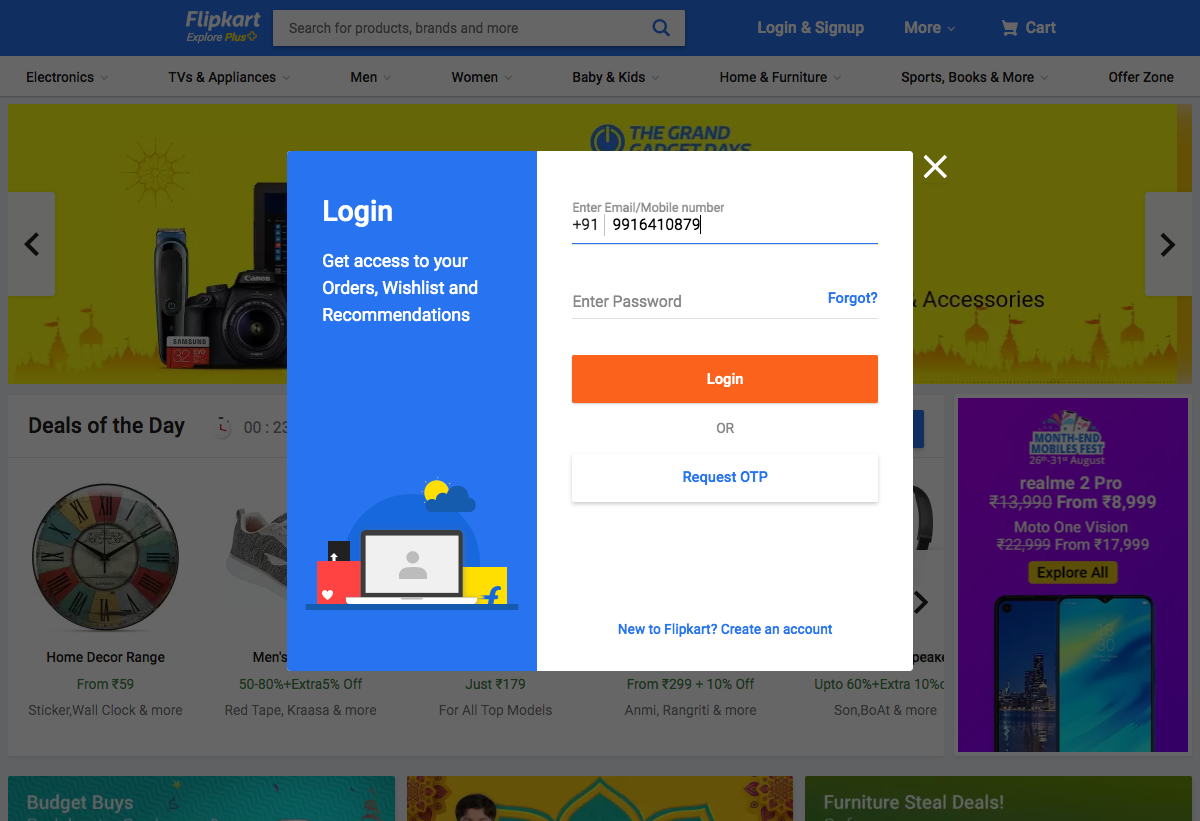 Flipkart
Explore Plus
Search for products, brands and more
Login & Signup
More
Cart
Electronics
TVs & Appliances
Men
Women
Baby & Kids
Home & Furniture
Sports, Books & More
Offer Zone
THE GRAND
GADGET DAYS
Canon
SAMSUNG
32 EVO
& Accessories
Login
Get access to your
Orders, Wishlist and
Recommendations
Enter Email/Mobile number
+91 9916410879
Enter Password
Forgot?
Login
OR
Request OTP
New to Flipkart? Create an account
Deals of the Day
00 : 23
Home Decor Range
From ₹59
Sticker,Wall Clock & more
Men's
50-80%+Extra5% Off
Red Tape, Kraasa & more
Just ₹179
For All Top Models
From ₹299 + 10% Off
Anmi, Rangriti & more
Upto 60%+Extra 10%
Son,BoAt & more
MONTH-END
MOBILES FEST
26th-31st August
realme 2 Pro
₹13,990 From ₹8,999
Moto One Vision
₹22,999 From ₹17,999
Explore All
Budget Buys
Furniture Steal Deals!